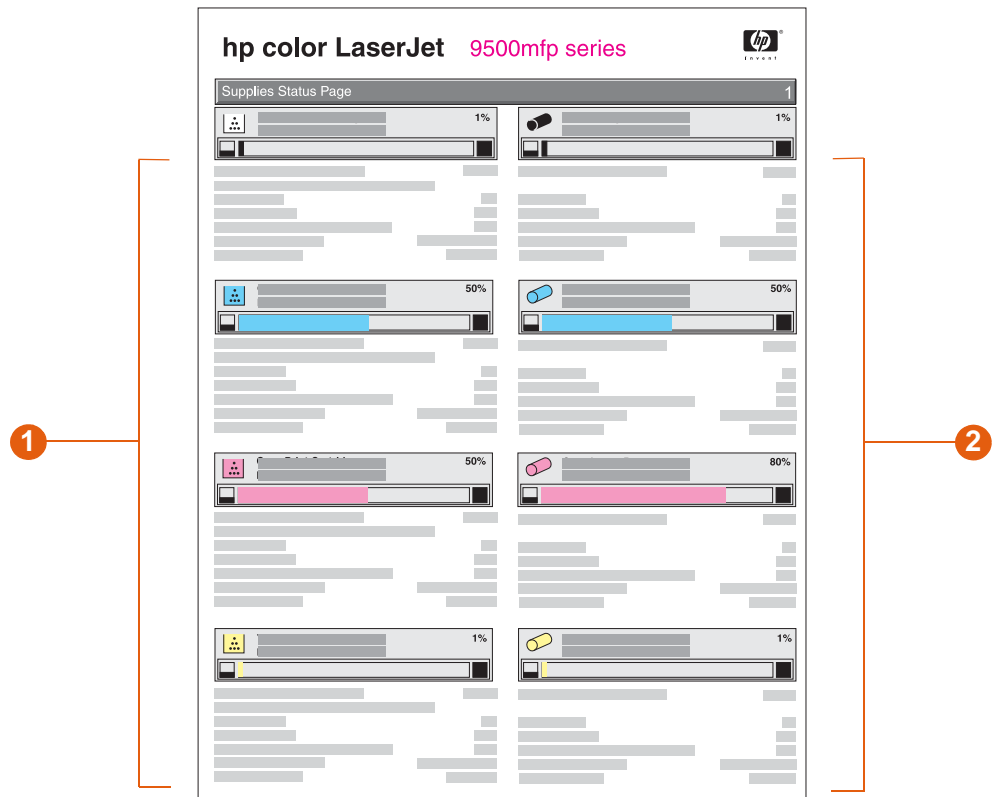 hp color LaserJet 9500mfp series
hp
invent
Supplies Status Page 1
1%
1%
50%
50%
1
2
50%
80%
1%
1%